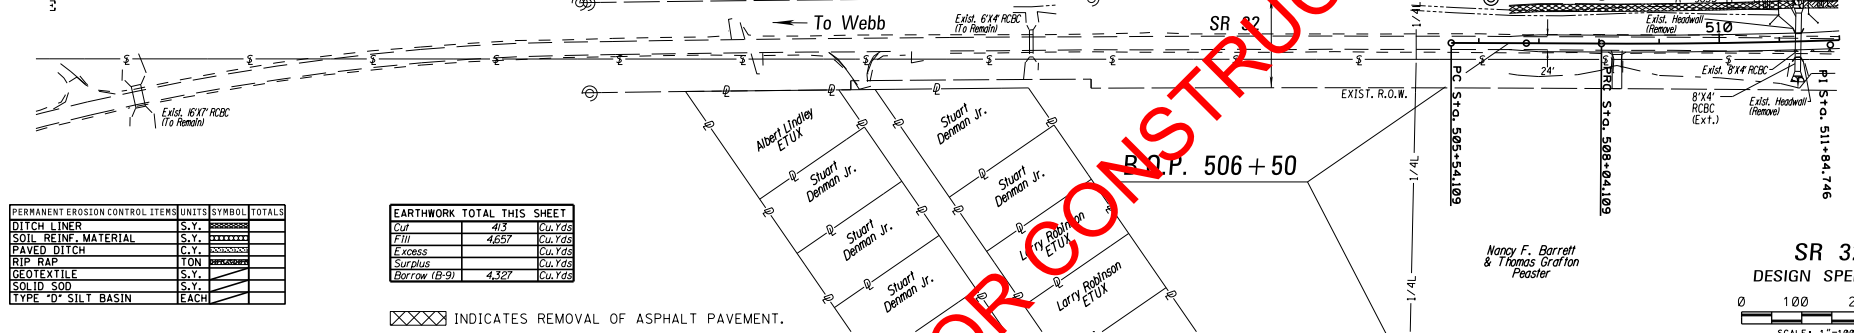 To Webb
Exist. 6'X4' RCBC
(To Remain)
SR 32
1/4L
Exist. Headwall
(Remove)
510
Exist. 16'X7' RCBC
(To Remain)
24'
Exist. 8'X4' RCBC
EXIST. R.O.W.
8'X4'
RCBC
(Ext.)
Exist. Headwall
(Remove)
PC Sta. 505+54.109
PRC Sta. 508+04.109
PI Sta. 511+84.746
Albert Lindley
ETUX
Stuart
Denman Jr.
Stuart
Denman Jr.
Stuart
Denman Jr.
Stuart
Denman Jr.
Stuart
Denman Jr.
Larry Robinson
ETUX
Larry Robinson
ETUX
B.O.P. 506+50
1/4L
1/4L
OR CONSTRUC
PERMANENT EROSION CONTROL ITEMS UNITS SYMBOL TOTALS
DITCH LINER S.Y.
SOIL REINF. MATERIAL S.Y.
PAVED DITCH C.Y.
RIP RAP TON
GEOTEXTILE S.Y.
SOLID SOD S.Y.
TYPE "D" SILT BASIN EACH
EARTHWORK TOTAL THIS SHEET
Cut 413 Cu.Yds
Fill 4,657 Cu.Yds
Excess Cu.Yds
Surplus Cu.Yds
Borrow (B-9) 4,327 Cu.Yds
INDICATES REMOVAL OF ASPHALT PAVEMENT.
Nancy F. Barrett
& Thomas Grafton
Peaster
SR 3
DESIGN SPE
0 100 2
SCALE: 1"=100